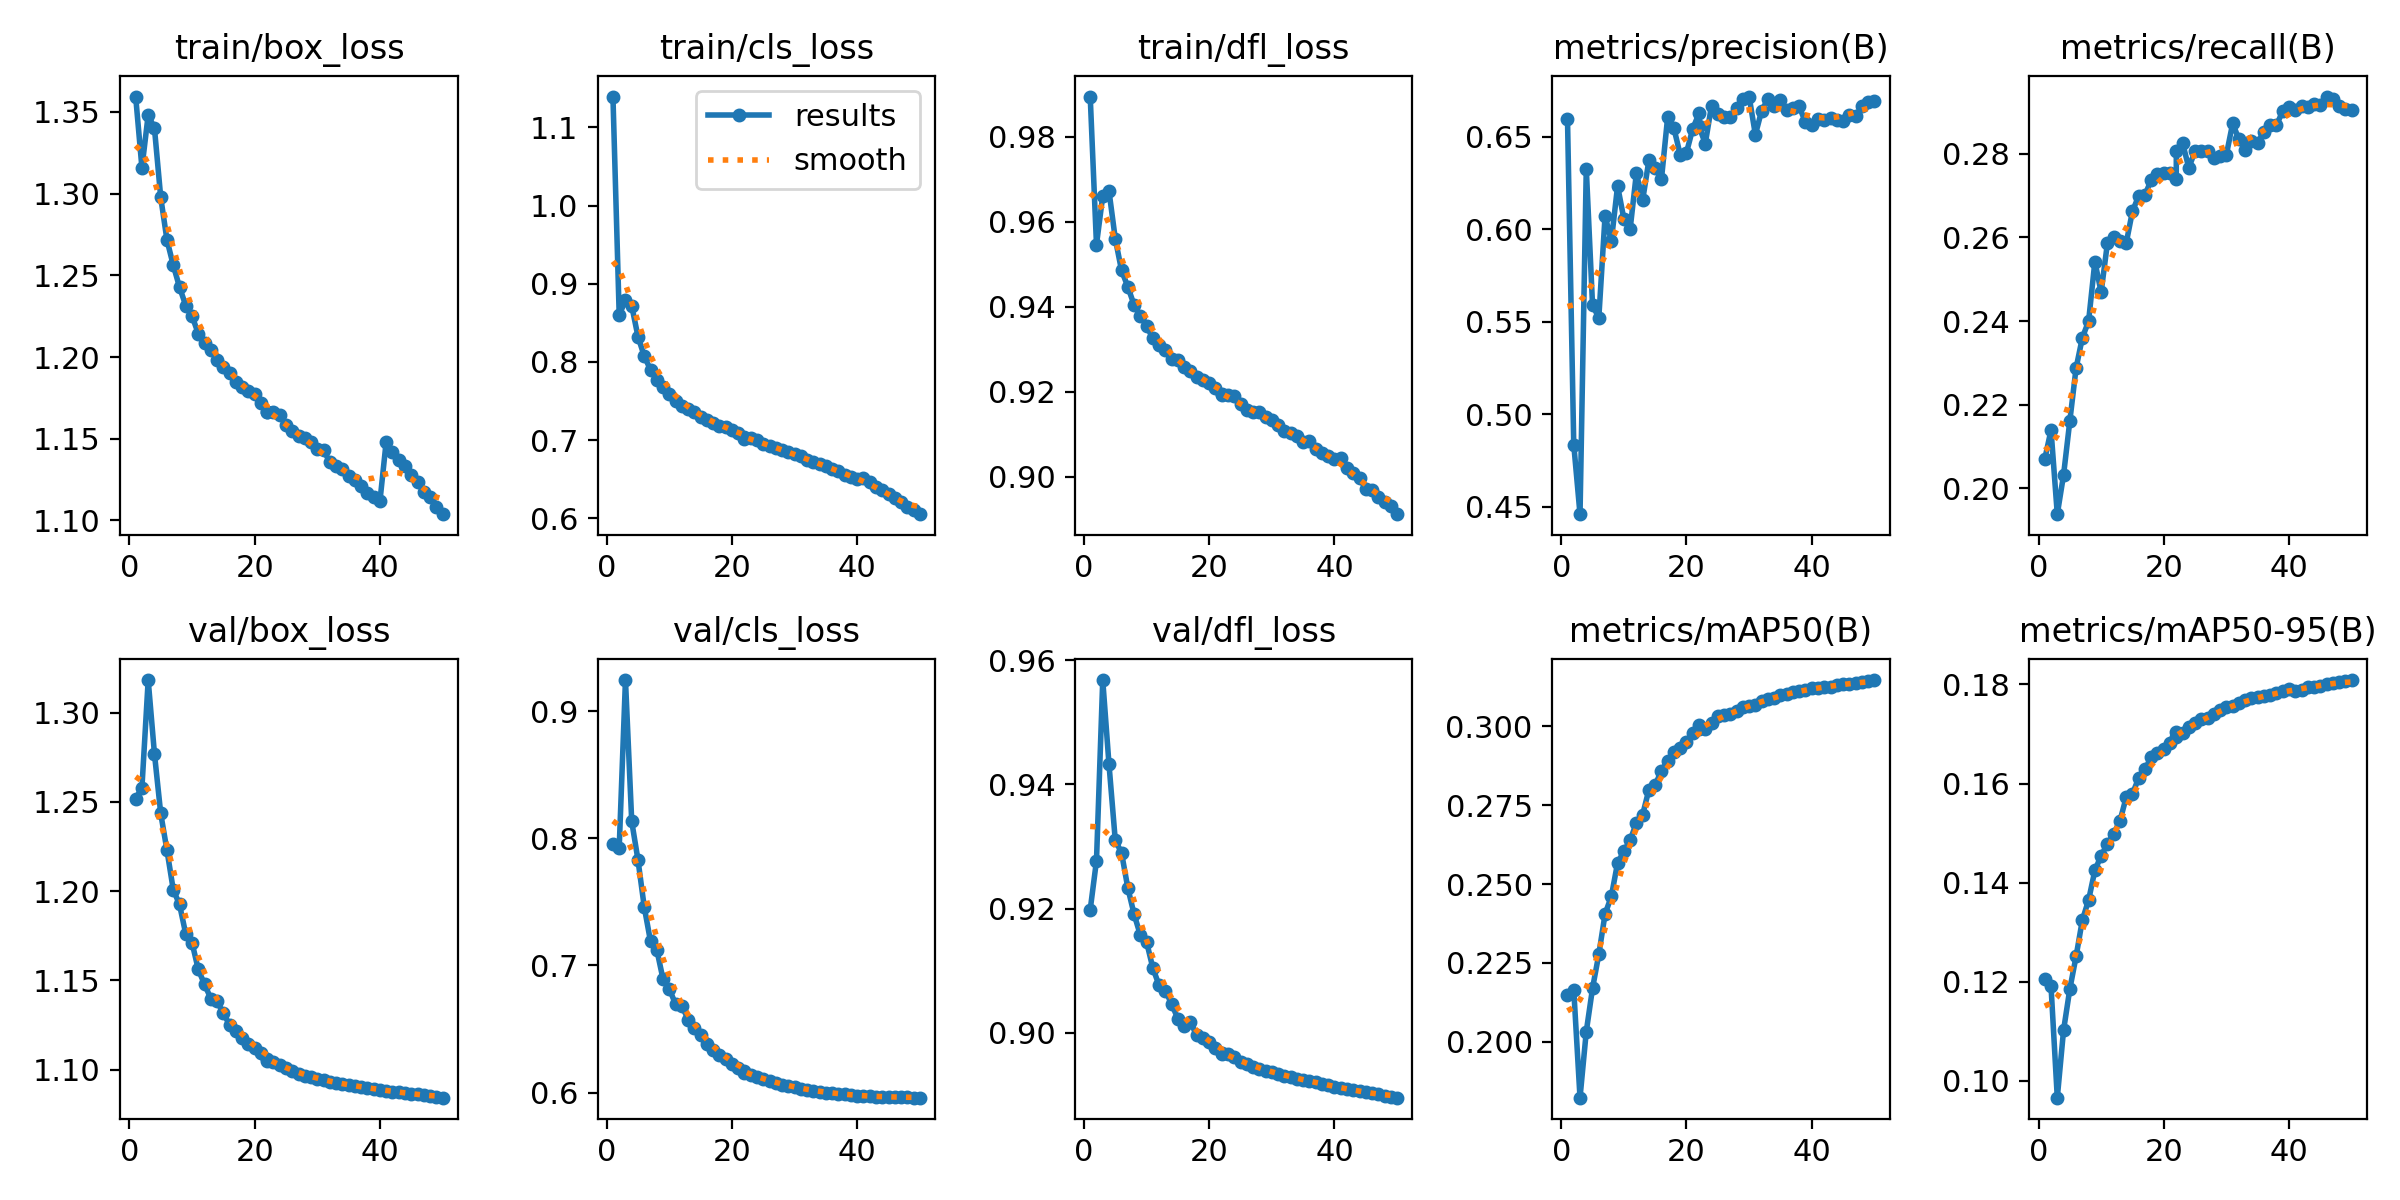 train/box_loss
1.35
1.30
1.25
1.20
1.15
1.10
0 20 40
train/cls_loss
results
smooth
1.1
1.0
0.9
0.8
0.7
0.6
0 20 40
train/dfl_loss
0.98
0.96
0.94
0.92
0.90
0 20 40
metrics/precision(B)
0.65
0.60
0.55
0.50
0.45
0 20 40
metrics/recall(B)
0.28
0.26
0.24
0.22
0.20
0 20 40
val/box_loss
1.30
1.25
1.20
1.15
1.10
0 20 40
val/cls_loss
0.9
0.8
0.7
0.6
0 20 40
val/dfl_loss
0.96
0.94
0.92
0.90
0 20 40
metrics/mAP50(B)
0.300
0.275
0.250
0.225
0.200
0 20 40
metrics/mAP50-95(B)
0.18
0.16
0.14
0.12
0.10
0 20 40